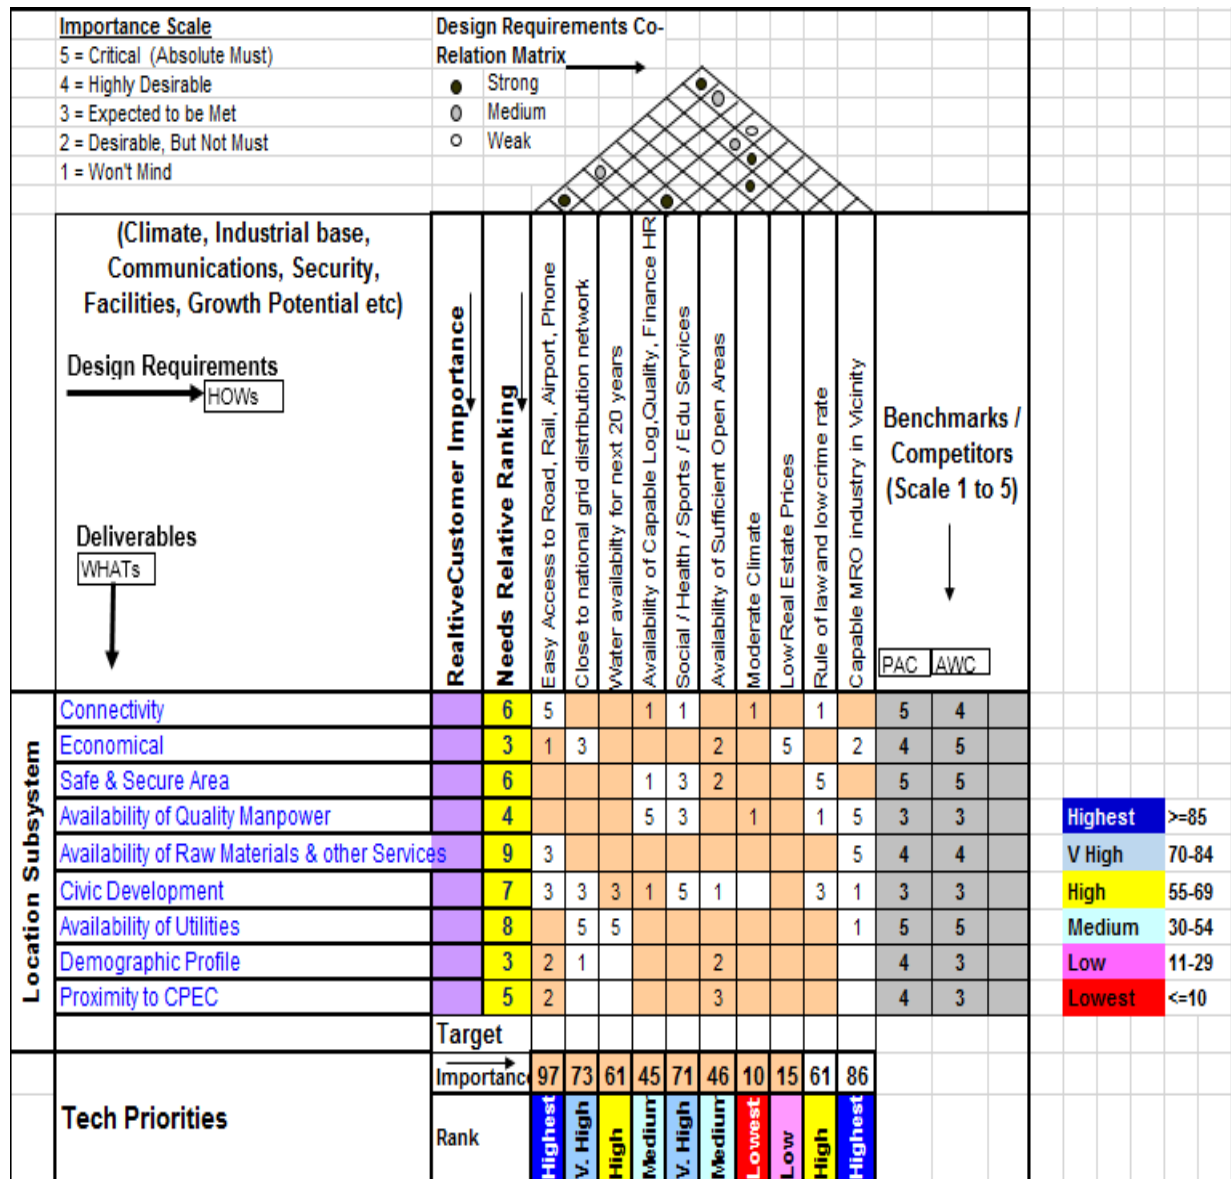 Importance Scale
5 = Critical (Absolute Must)
4 = Highly Desirable
3 = Expected to be Met
2 = Desirable, But Not Must
1 = Won't Mind
Design Requirements Co-
Relation Matrix
Strong
Medium
Weak
(Climate, Industrial base,
Communications, Security,
Facilities, Growth Potential etc)
Design Requirements
HOWs
Deliverables
WHATs
RealtiveCustomer Importance
Needs Relative Ranking
Easy Access to Road, Rail, Airport, Phone
Close to national grid distribution network
Water availabilty for next 20 years
Availability of Capable Log,Quality, Finance HR
Social / Health / Sports / Edu Services
Availability of Sufficient Open Areas
Moderate Climate
Low Real Estate Prices
Rule of law and low crime rate
Capable MRO industry in Vicinity
Benchmarks /
Competitors
(Scale 1 to 5)
PAC AWC
Location Subsystem
Connectivity 6 5 1 1 1 1 5 4
Economical 3 1 3 2 5 2 4 5
Safe & Secure Area 6 1 3 2 5 5 5
Availability of Quality Manpower 4 5 3 1 1 5 3 3
Availability of Raw Materials & other Services 9 3 5 4 4
Civic Development 7 3 3 3 1 5 1 3 1 3 3
Availability of Utilities 8 5 5 1 5 5
Demographic Profile 3 2 1 2 4 3
Proximity to CPEC 5 2 3 4 3
Highest >=85
V High 70-84
High 55-69
Medium 30-54
Low 11-29
Lowest <=10
Target
Importance 97 73 61 45 71 46 10 15 61 86
Tech Priorities
Rank Highest V. High High Medium V. High Medium Lowest Low High Highest